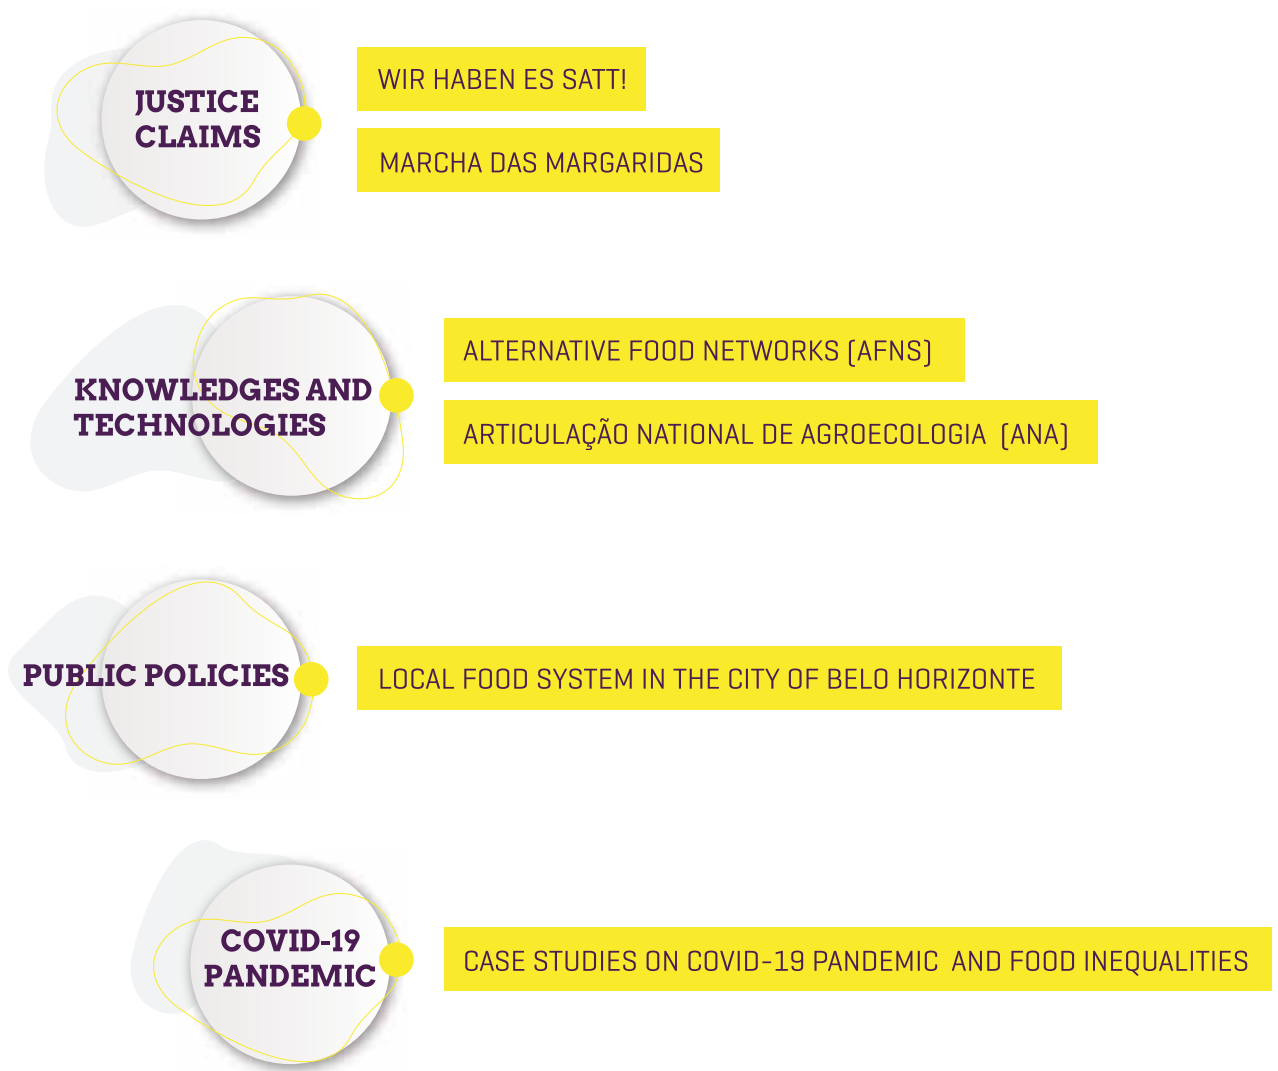 JUSTICE
CLAIMS
WIR HABEN ES SATT!
MARCHA DAS MARGARIDAS
KNOWLEDGES AND
TECHNOLOGIES
ALTERNATIVE FOOD NETWORKS (AFNS)
ARTICULAÇÃO NATIONAL DE AGROECOLOGIA (ANA)
PUBLIC POLICIES
LOCAL FOOD SYSTEM IN THE CITY OF BELO HORIZONTE
COVID-19
PANDEMIC
CASE STUDIES ON COVID-19 PANDEMIC AND FOOD INEQUALITIES